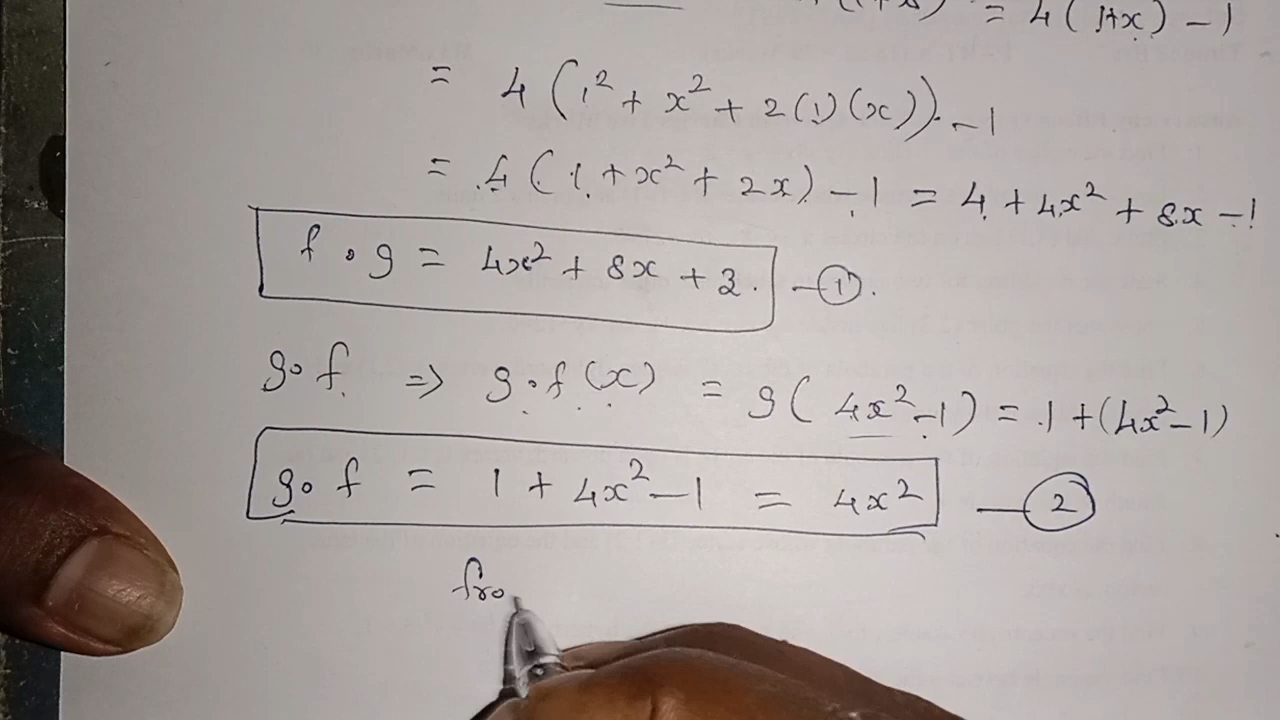 = 4(1+x) - 1
= 4(1² + x² + 2(1)(x)) - 1
= 4(1 + x² + 2x) - 1 = 4 + 4x² + 8x - 1
f∘g = 4x² + 8x + 3. — ①.
g∘f ⇒ g∘f(x) = g(4x²-1) = 1 + (4x²-1)
g∘f = 1 + 4x² - 1 = 4x² — ②
fro